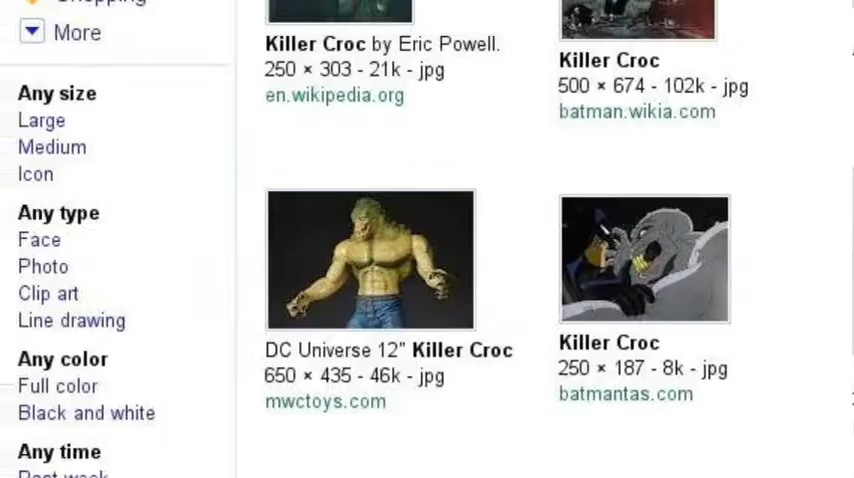 Shopping
More
Any size
Large
Medium
Icon
Any type
Face
Photo
Clip art
Line drawing
Any color
Full color
Black and white
Any time
Past week
Killer Croc by Eric Powell.
250 × 303 - 21k - jpg
en.wikipedia.org
Killer Croc
500 × 674 - 102k - jpg
batman.wikia.com
DC Universe 12" Killer Croc
650 × 435 - 46k - jpg
mwctoys.com
Killer Croc
250 × 187 - 8k - jpg
batmantas.com